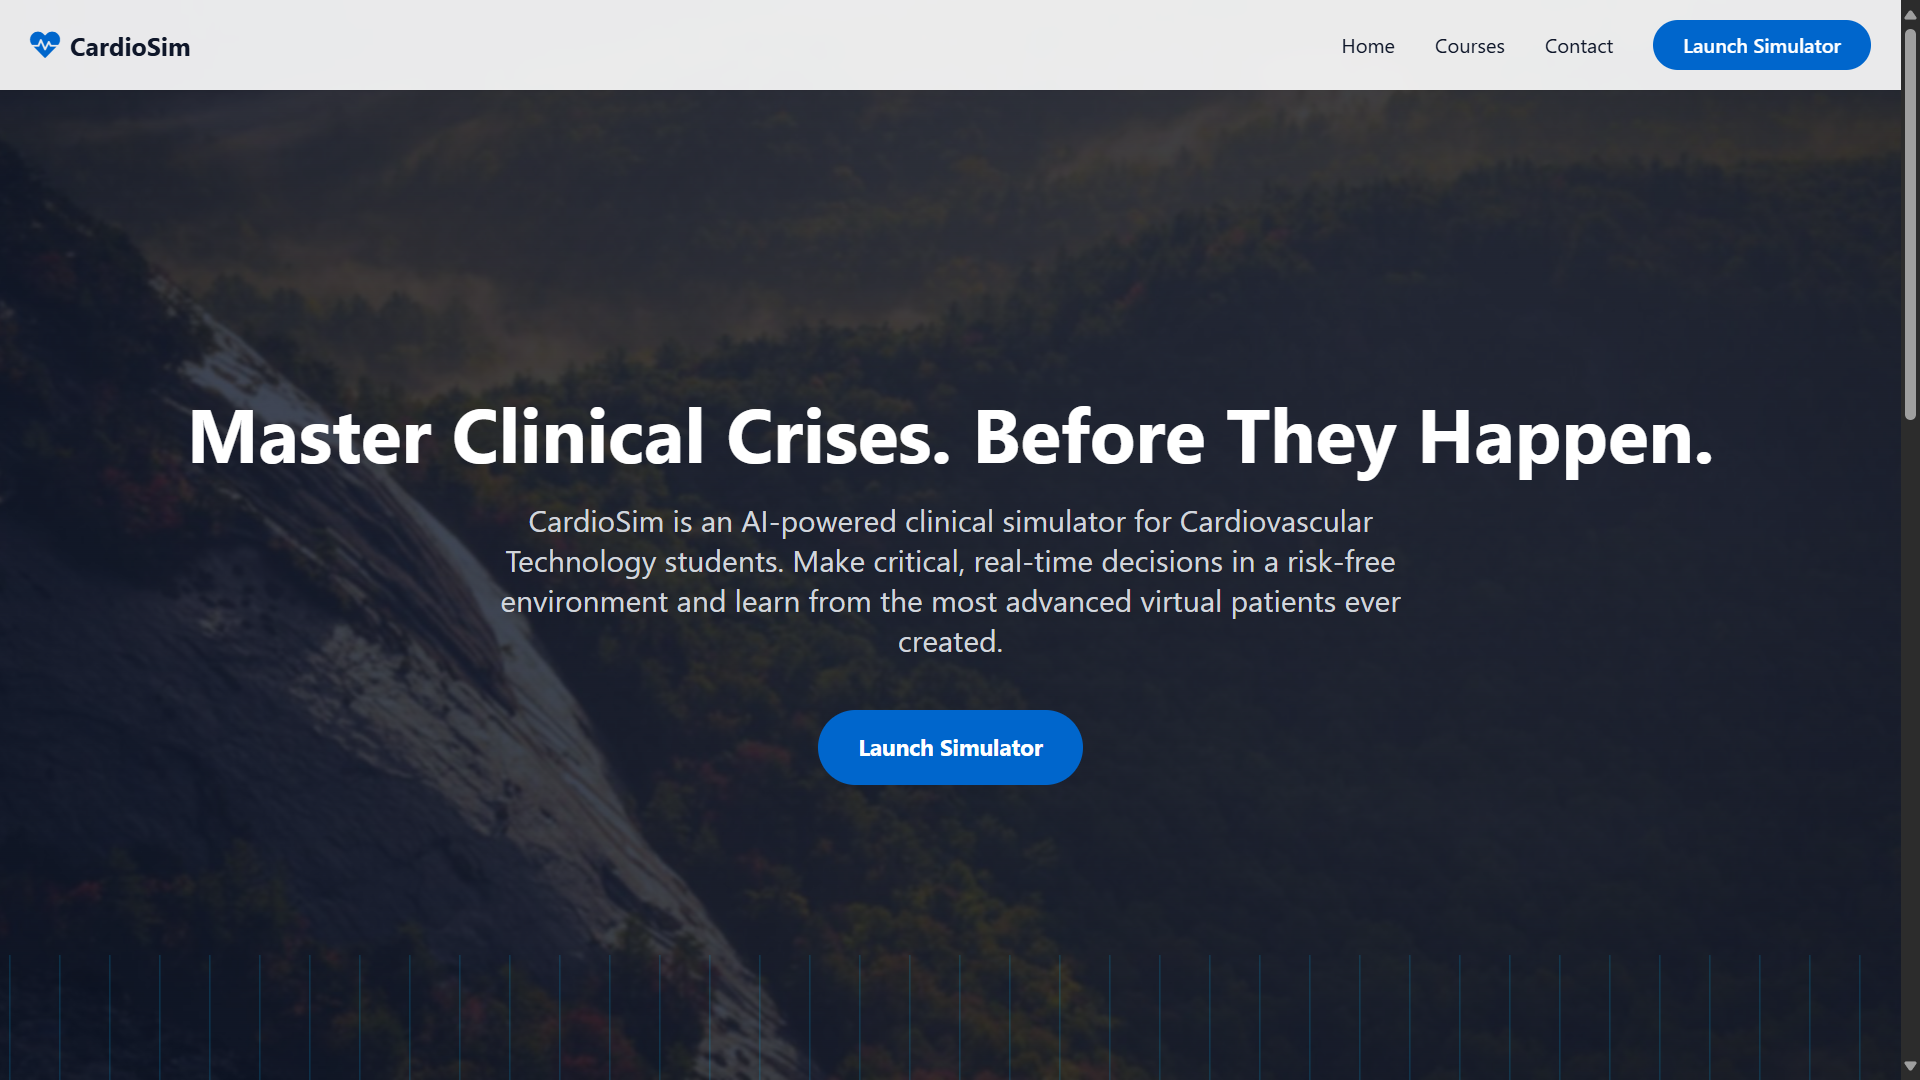 CardioSim
Home
Courses
Contact
Launch Simulator
Master Clinical Crises. Before They Happen.
CardioSim is an AI-powered clinical simulator for Cardiovascular
Technology students. Make critical, real-time decisions in a risk-free
environment and learn from the most advanced virtual patients ever
created.
Launch Simulator